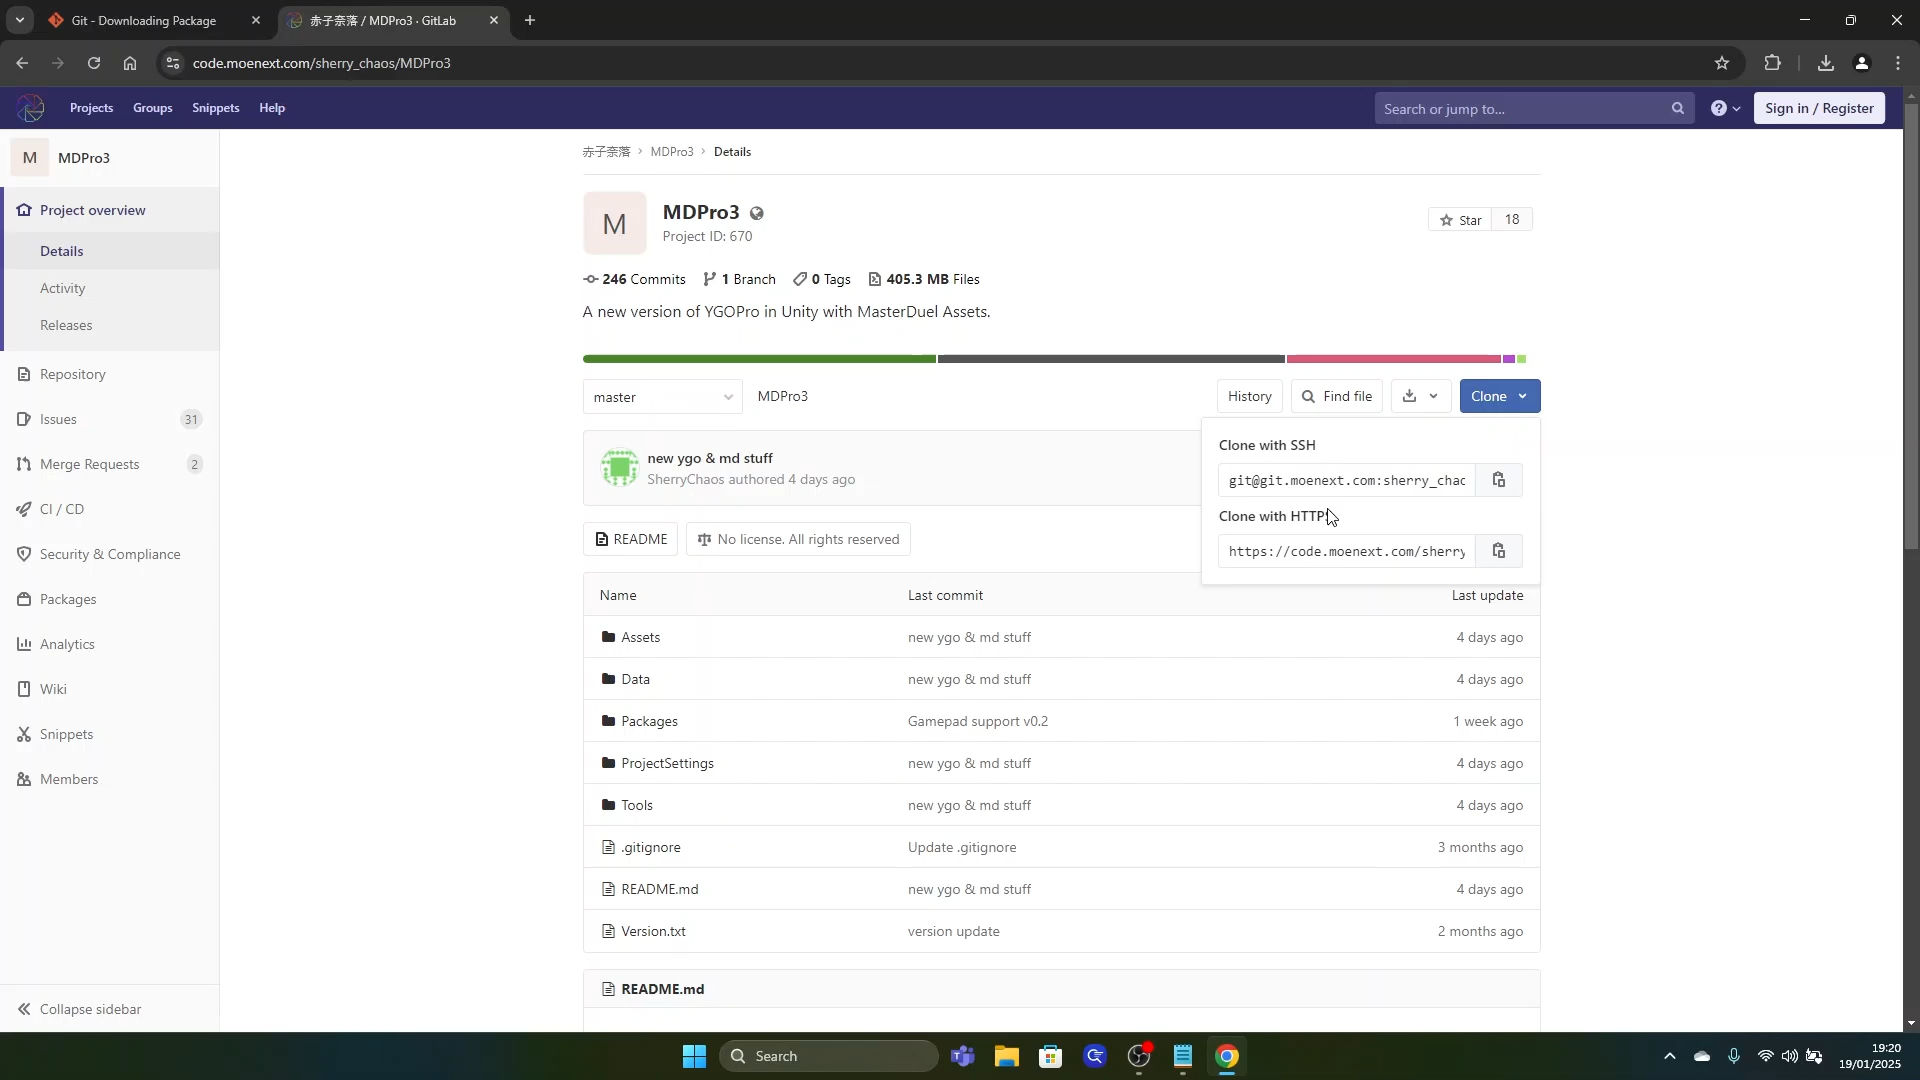 Git - Downloading Package
赤子奈落 / MDPro3 · GitLab
code.moenext.com/sherry_chaos/MDPro3
Projects
Groups
Snippets
Help
Search or jump to...
Sign in / Register
M
MDPro3
Project overview
Details
Activity
Releases
Repository
Issues
31
Merge Requests
2
CI / CD
Security & Compliance
Packages
Analytics
Wiki
Snippets
Members
Collapse sidebar
赤子奈落 › MDPro3 › Details
M
MDPro3
Project ID: 670
Star
18
246 Commits
1 Branch
0 Tags
405.3 MB Files
A new version of YGOPro in Unity with MasterDuel Assets.
master
MDPro3
History
Find file
Clone
Clone with SSH
git@git.moenext.com:sherry_chao
Clone with HTTP
https://code.moenext.com/sherry
new ygo & md stuff
SherryChaos authored 4 days ago
README
No license. All rights reserved
Name
Last commit
Last update
Assets
new ygo & md stuff
4 days ago
Data
new ygo & md stuff
4 days ago
Packages
Gamepad support v0.2
1 week ago
ProjectSettings
new ygo & md stuff
4 days ago
Tools
new ygo & md stuff
4 days ago
.gitignore
Update .gitignore
3 months ago
README.md
new ygo & md stuff
4 days ago
Version.txt
version update
2 months ago
README.md
Search
19:20
19/01/2025